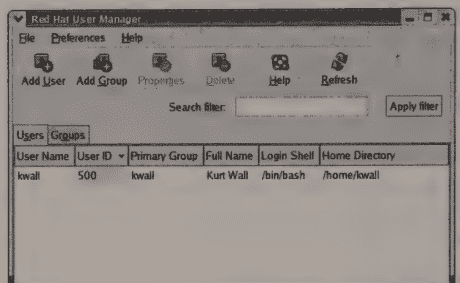 Red Hat User Manager
File Preferences Help
Add User Add Group Properties Delete Help Refresh
Search filter: Apply filter
Users Groups
User Name User ID Primary Group Full Name Login Shell Home Directory
kwall 500 kwall Kurt Wall /bin/bash /home/kwall